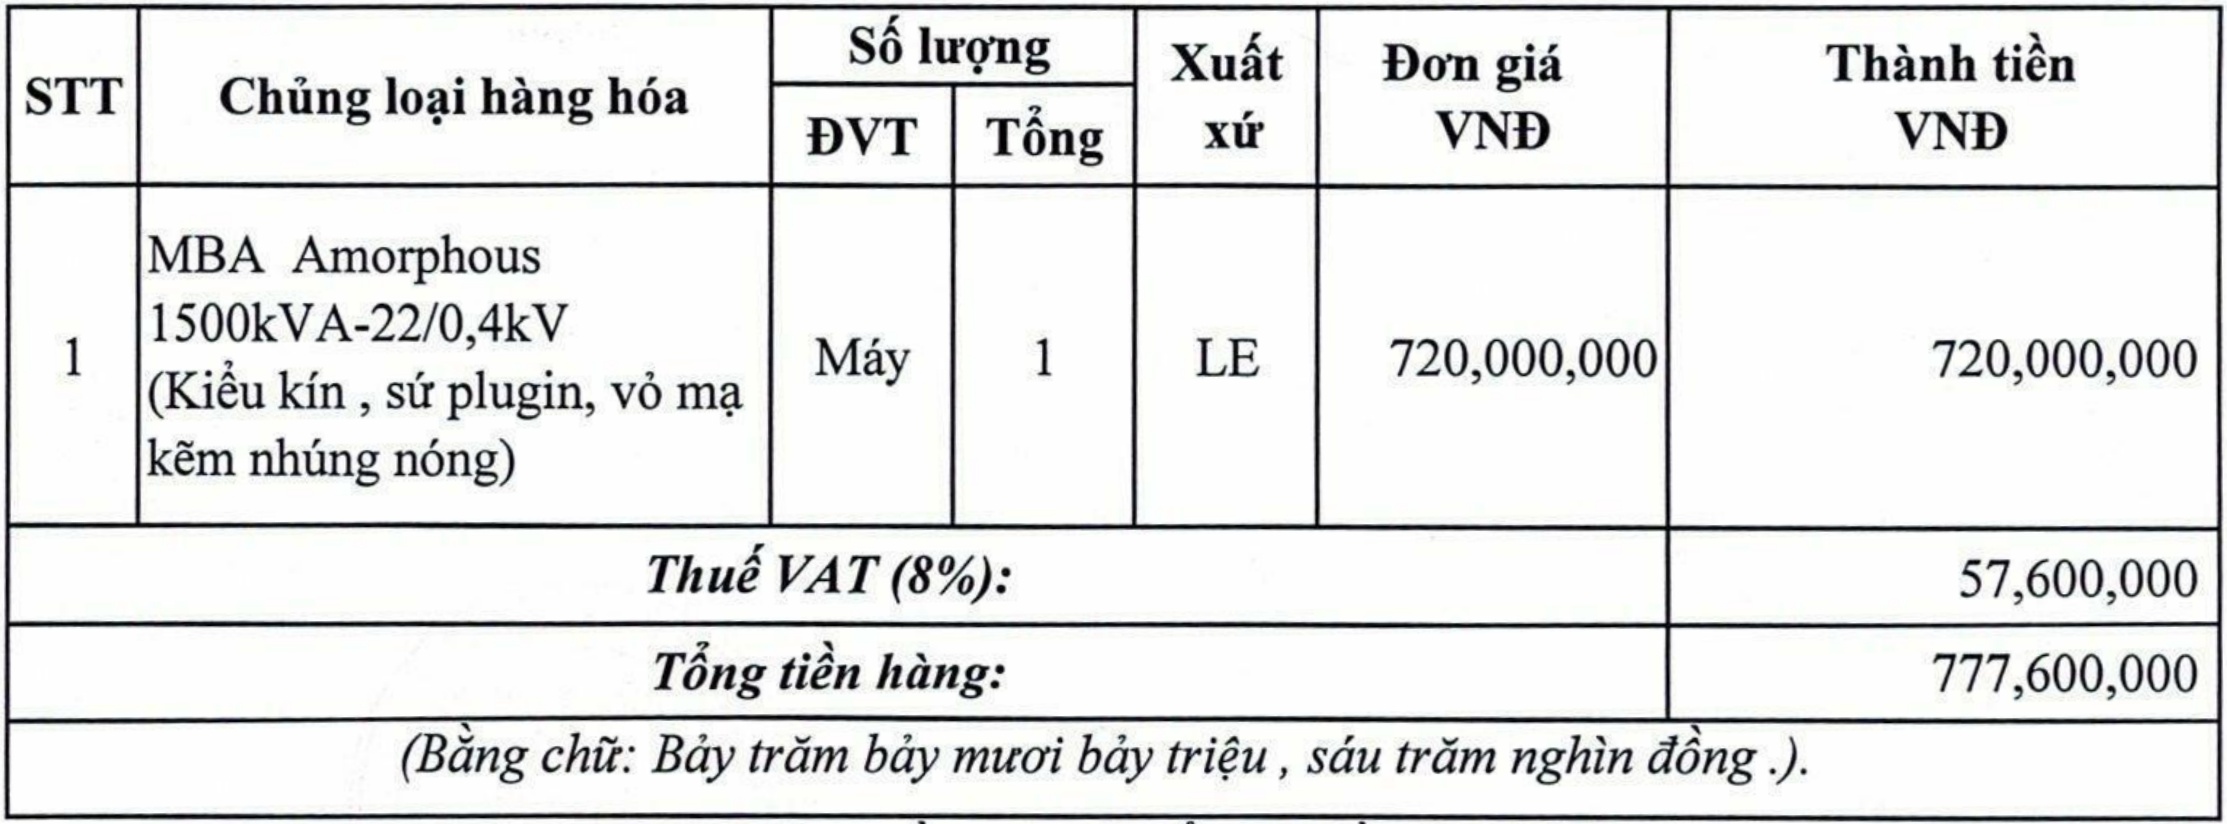 STT
Chủng loại hàng hóa
Số lượng
ĐVT
Tổng
Xuất
xứ
Đơn giá
VNĐ
Thành tiền
VNĐ
1
MBA Amorphous
1500kVA-22/0,4kV
(Kiểu kín , sứ plugin, vỏ mạ
kẽm nhúng nóng)
Máy
1
LE
720,000,000
720,000,000
Thuế VAT (8%):
57,600,000
Tổng tiền hàng:
777,600,000
(Bằng chữ: Bảy trăm bảy mươi bảy triệu , sáu trăm nghìn đồng .).